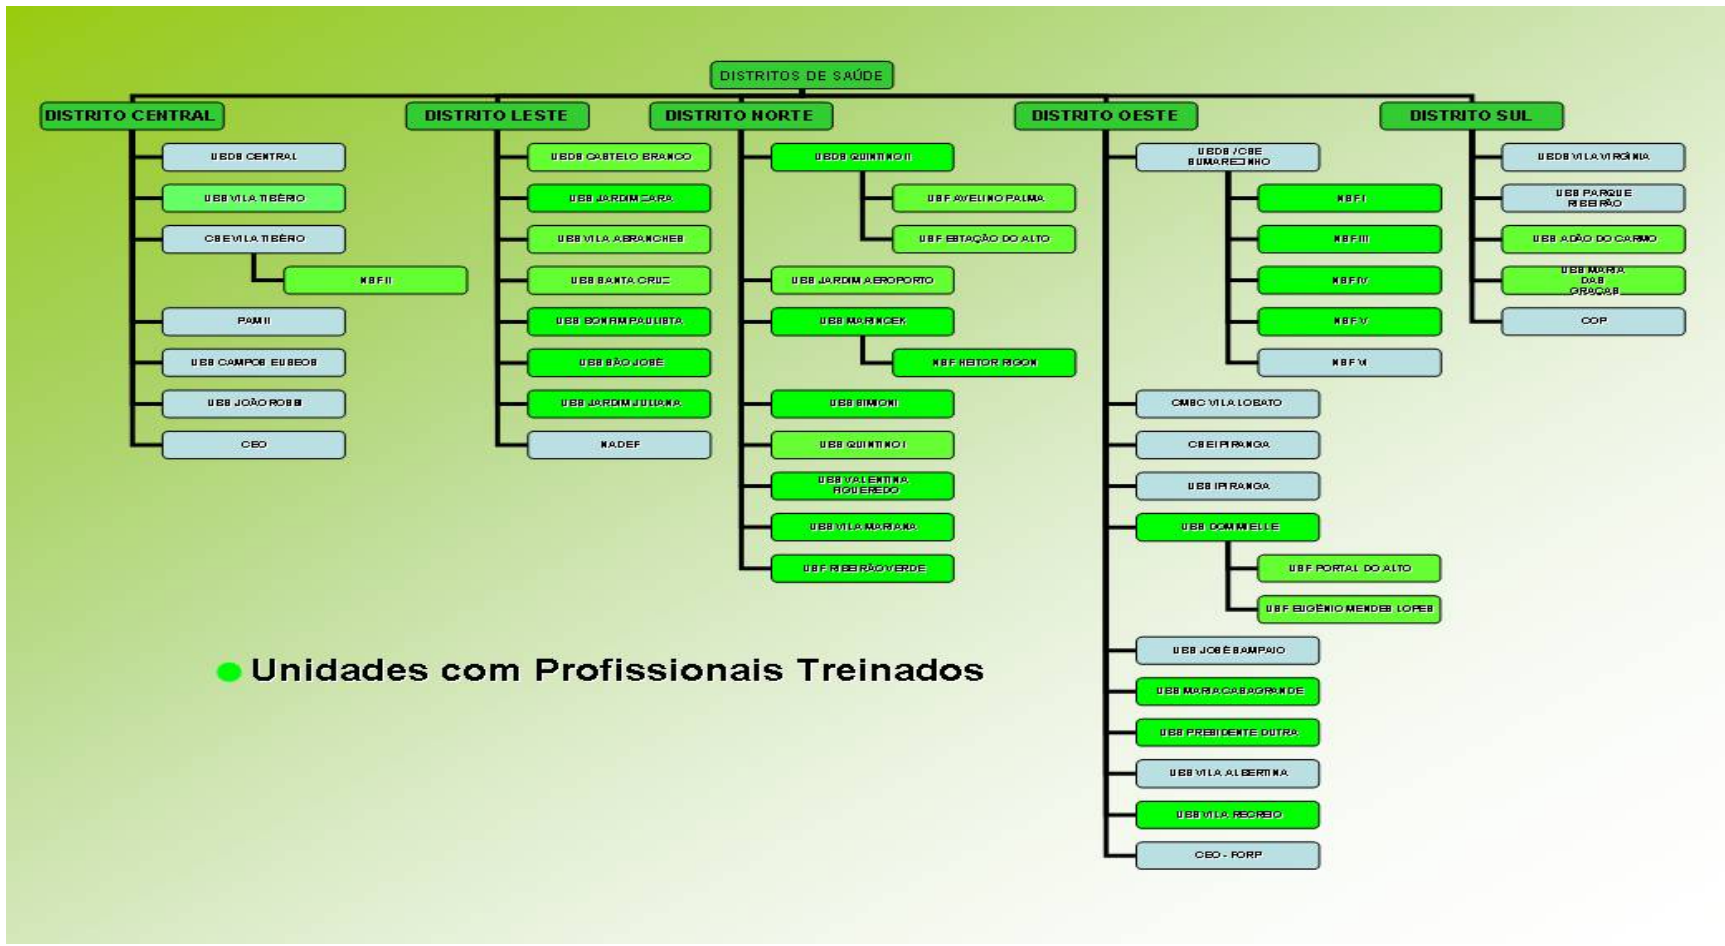 DISTRITOS DE SAÚDE
DISTRITO CENTRAL
UBDS CENTRAL
UBS VILA TIBÉRIO
CSE VILA TIBÉRIO
NSF II
PAM II
UBS CAMPOS ELISEOS
UBS JOÃO ROSSI
CEO
DISTRITO LESTE
UBDS CASTELO BRANCO
UBS JARDIM ZARA
UBS VILA ABRANCHES
UBS SANTA CRUZ
UBS BONFIM PAULISTA
UBS SÃO JOSÉ
UBS JARDIM JULIANA
NADEF
DISTRITO NORTE
UBDS QUINTINO II
USF AVELINO PALMA
USF ESTAÇÃO DO ALTO
UBS JARDIM AEROPORTO
UBS MARINCEK
NSF HEITOR RIGON
UBS SIMIONI
UBS QUINTINO I
UBS VALENTINA
FIGUEREDO
UBS VILA MARIANA
USF RIBEIRÃO VERDE
DISTRITO OESTE
UBDS / CSE
SUMAREZINHO
NSF I
NSF III
NSF IV
NSF V
NSF VI
CMSC VILA LOBATO
CSE IPIRANGA
UBS IPIRANGA
UBS DOM MIELLE
USF PORTAL DO ALTO
USF EUGÊNIO MENDES LOPES
UBS JOSÉ SAMPAIO
UBS MARIA CASAGRANDE
UBS PRESIDENTE DUTRA
UBS VILA ALBERTINA
UBS VILA RECREIO
CEO - FORP
DISTRITO SUL
UBDS VILA VIRGÍNIA
UBS PARQUE
RIBEIRÃO
UBS ADÃO DO CARMO
UBS MARIA
DAS
GRAÇAS
COP
Unidades com Profissionais Treinados